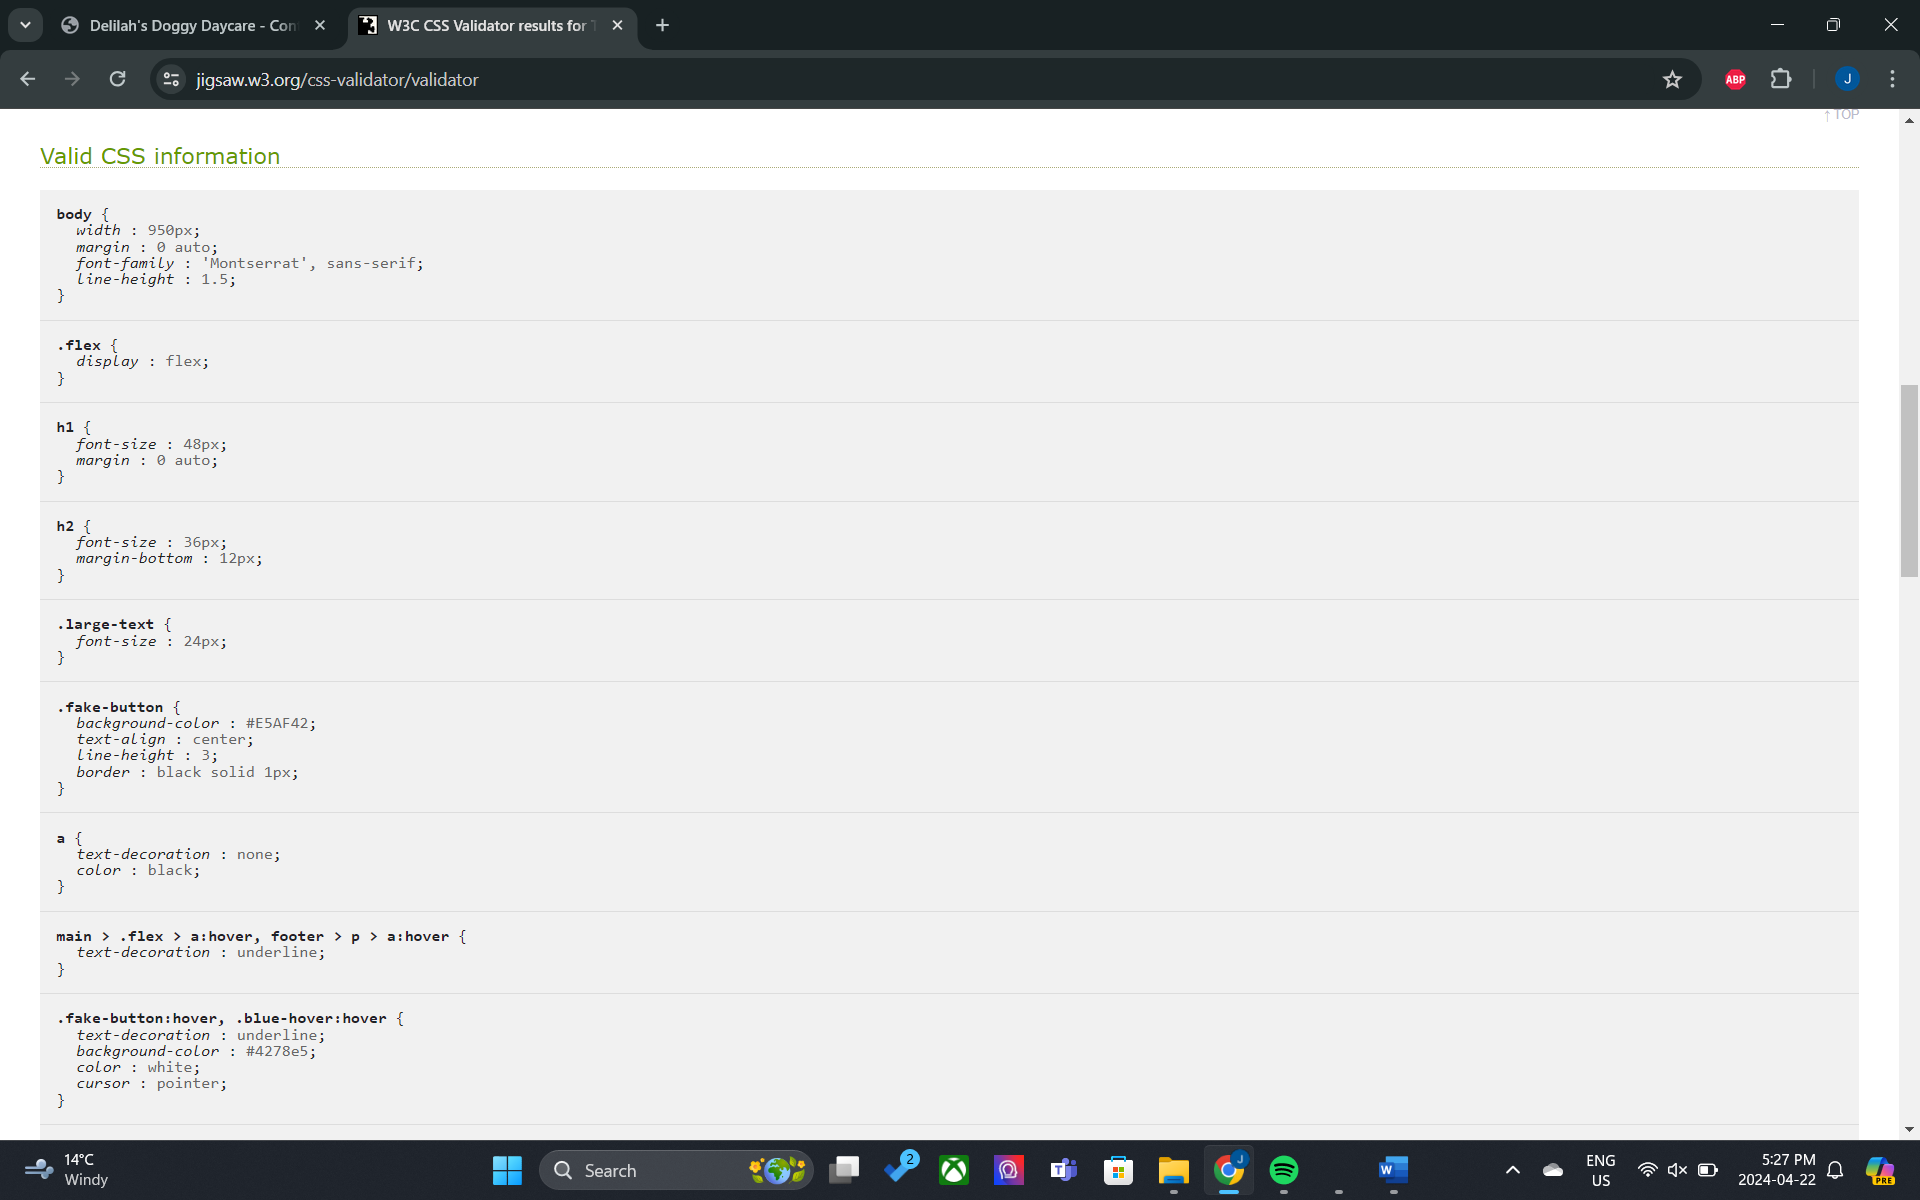 Delilah's Doggy Daycare - Con
W3C CSS Validator results for T
jigsaw.w3.org/css-validator/validator
ABP
J
↑ TOP
Valid CSS information
body {
width : 950px;
margin : 0 auto;
font-family : 'Montserrat', sans-serif;
line-height : 1.5;
}
.flex {
display : flex;
}
h1 {
font-size : 48px;
margin : 0 auto;
}
h2 {
font-size : 36px;
margin-bottom : 12px;
}
.large-text {
font-size : 24px;
}
.fake-button {
background-color : #E5AF42;
text-align : center;
line-height : 3;
border : black solid 1px;
}
a {
text-decoration : none;
color : black;
}
main > .flex > a:hover, footer > p > a:hover {
text-decoration : underline;
}
.fake-button:hover, .blue-hover:hover {
text-decoration : underline;
background-color : #4278e5;
color : white;
cursor : pointer;
}
14°C
Windy
Search
2
T
J
W
ENG
US
5:27 PM
2024-04-22
PRE